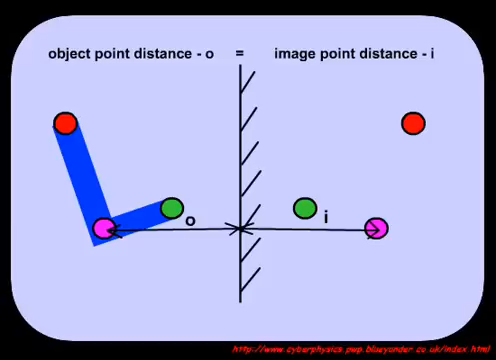 object point distance - o = image point distance - i
o
i
http://www.cyberphysics.pwp.blueyonder.co.uk/index.html